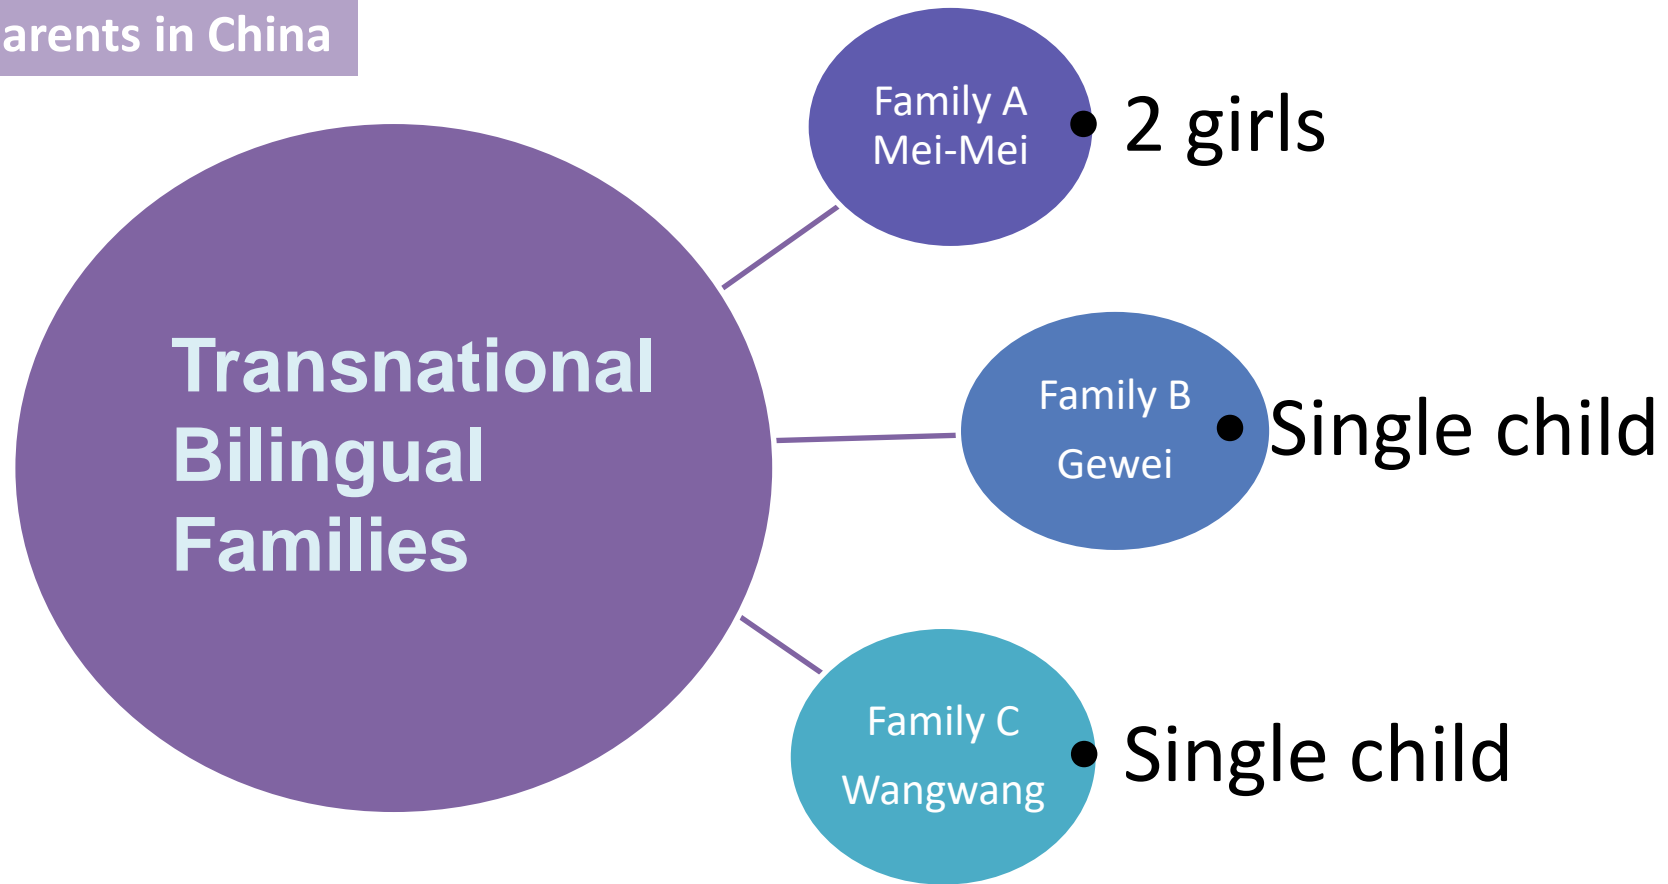 arents in China
Family A
Mei-Mei
• 2 girls
Transnational
Bilingual
Families
Family B
Gewei
• Single child
Family C
Wangwang
• Single child